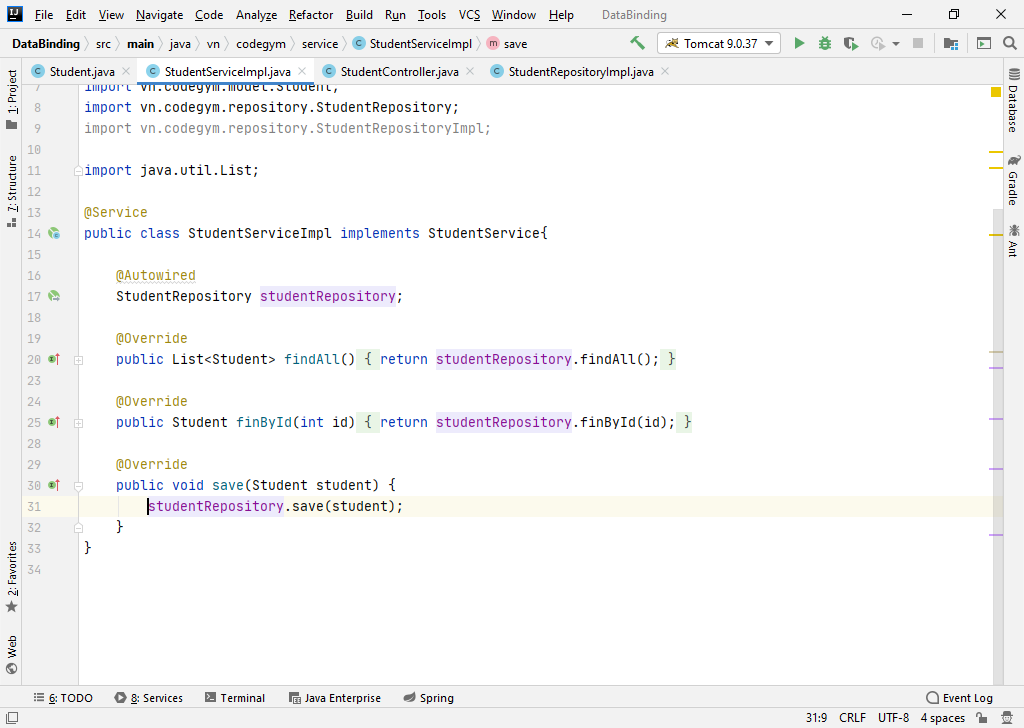 File Edit View Navigate Code Analyze Refactor Build Run Tools VCS Window Help DataBinding
DataBinding src main java vn codegym service C StudentServiceImpl m save Tomcat 9.0.37
C Student.java C StudentServiceImpl.java C StudentController.java C StudentRepositoryImpl.java
1: Project
7: Structure
2: Favorites
Web
7 import vn.codegym.model.Student;
8 import vn.codegym.repository.StudentRepository;
9 import vn.codegym.repository.StudentRepositoryImpl;
10
11 import java.util.List;
12
13 @Service
14 public class StudentServiceImpl implements StudentService{
15
16 @Autowired
17 StudentRepository studentRepository;
18
19 @Override
20 public List<Student> findAll() { return studentRepository.findAll(); }
23
24 @Override
25 public Student finById(int id) { return studentRepository.finById(id); }
28
29 @Override
30 public void save(Student student) {
31 studentRepository.save(student);
32 }
33 }
34
Database
Gradle
Ant
6: TODO 8: Services Terminal Java Enterprise Spring Event Log
31:9 CRLF UTF-8 4 spaces